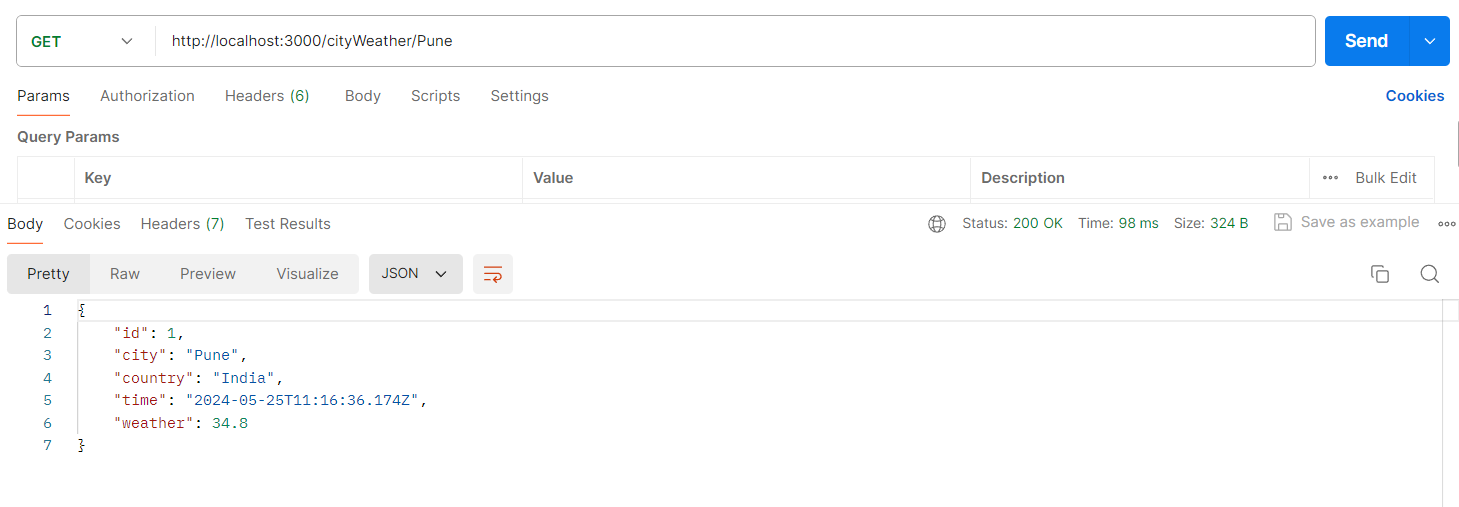 GET http://localhost:3000/cityWeather/Pune Send
Params Authorization Headers (6) Body Scripts Settings Cookies
Query Params
Key Value Description Bulk Edit
Body Cookies Headers (7) Test Results Status: 200 OK Time: 98 ms Size: 324 B Save as example
Pretty Raw Preview Visualize JSON
1 {
2 "id": 1,
3 "city": "Pune",
4 "country": "India",
5 "time": "2024-05-25T11:16:36.174Z",
6 "weather": 34.8
7 }